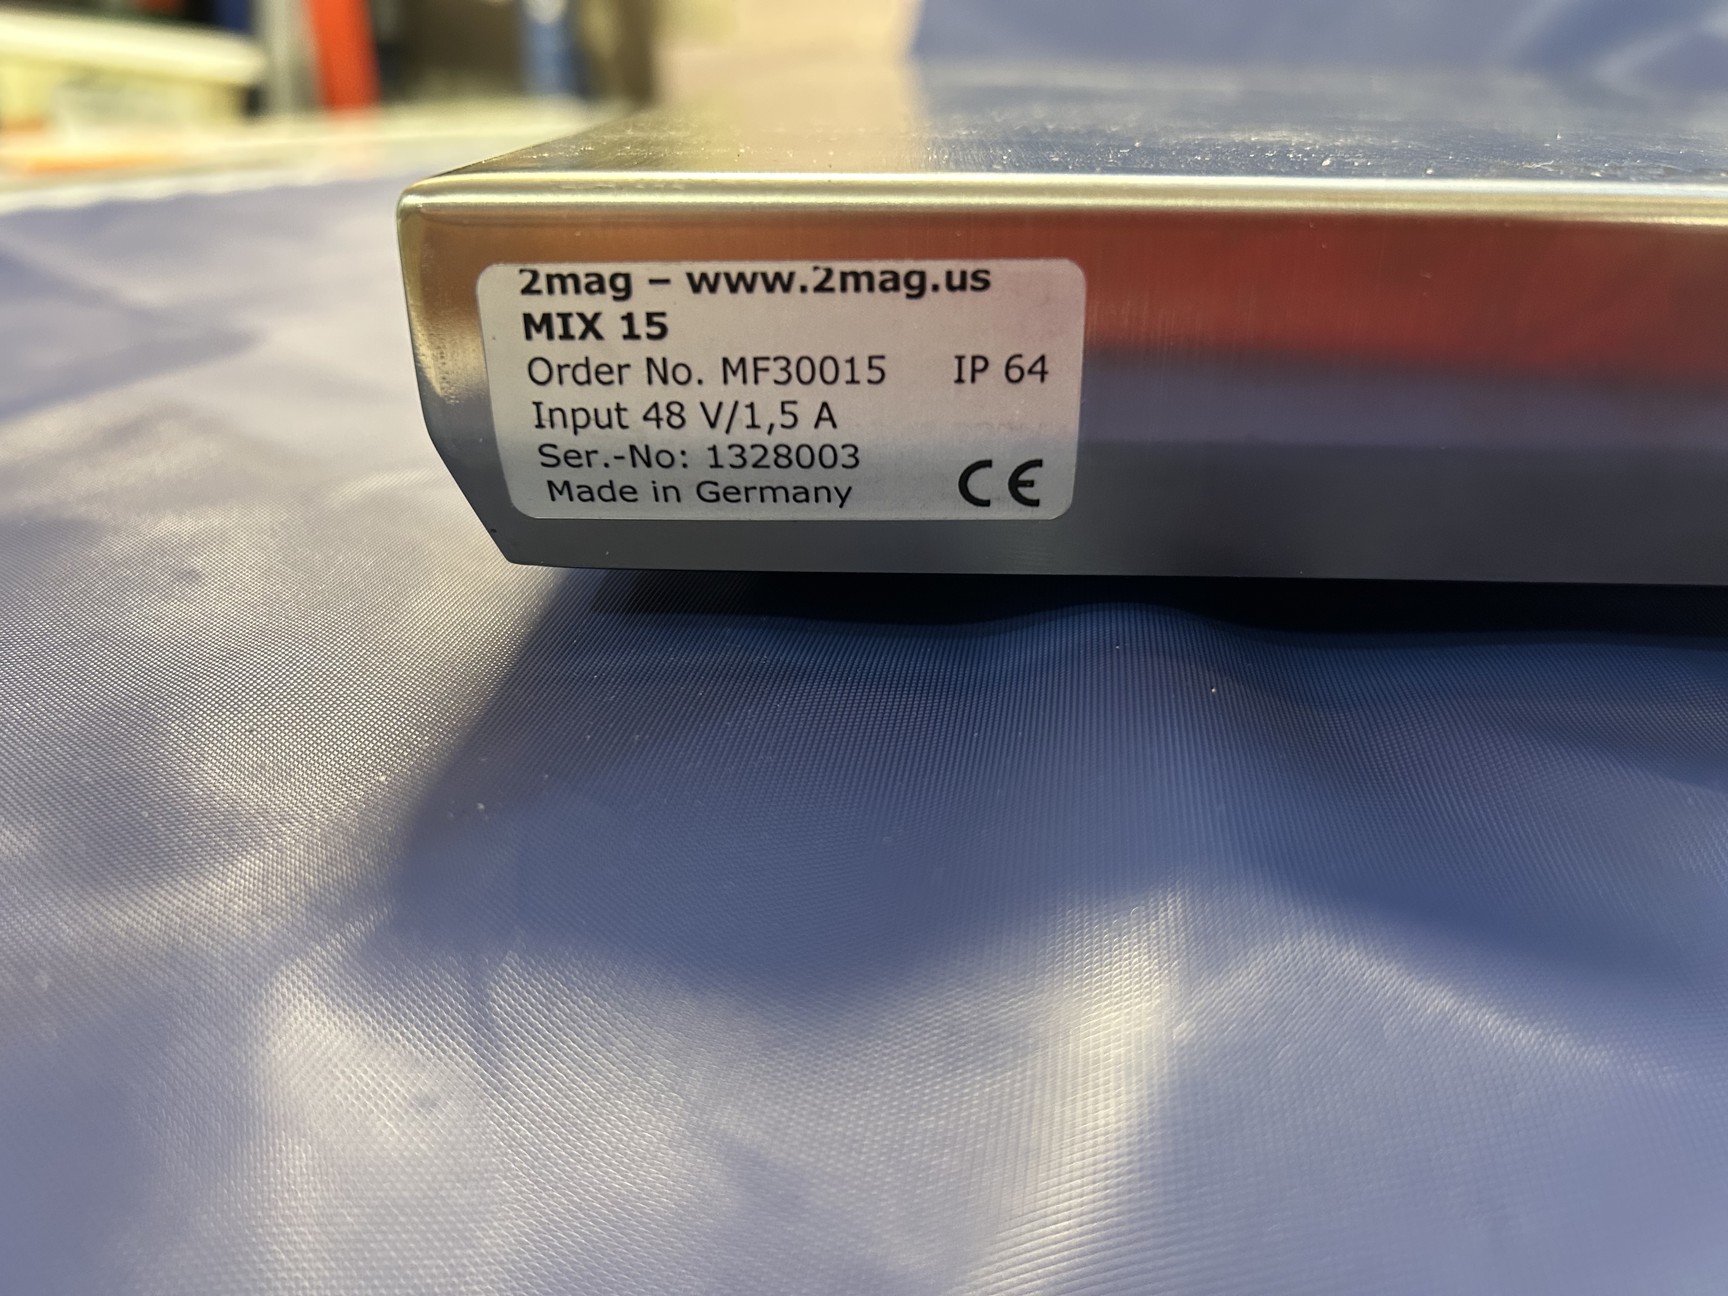 2mag – www.2mag.us
MIX 15
Order No. MF30015 IP 64
Input 48 V/1,5 A
Ser.-No: 1328003
Made in Germany CE